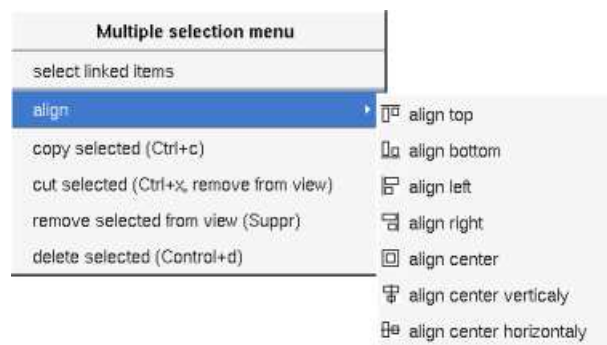 Multiple selection menu
select linked items
align
copy selected (Ctrl+c)
cut selected (Ctrl+x, remove from view)
remove selected from view (Suppr)
delete selected (Control+d)
align top
align bottom
align left
align right
align center
align center verticaly
align center horizontaly